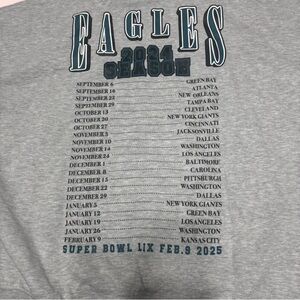 EAGLES
2024
SEASON
SEPTEMBER 6 GREEN BAY
SEPTEMBER 16 ATLANTA
SEPTEMBER 22 NEW ORLEANS
SEPTEMBER 29 TAMPA BAY
OCTOBER 13 CLEVELAND
OCTOBER 20 NEW YORK GIANTS
OCTOBER 27 CINCINNATI
NOVEMBER 3 JACKSONVILLE
NOVEMBER 10 DALLAS
NOVEMBER 14 WASHINGTON
NOVEMBER 24 LOS ANGELES
DECEMBER 1 BALTIMORE
DECEMBER 8 CAROLINA
DECEMBER 15 PITTSBURGH
DECEMBER 22 WASHINGTON
DECEMBER 29 DALLAS
JANUARY 5 NEW YORK GIANTS
JANUARY 12 GREEN BAY
JANUARY 19 LOS ANGELES
JANUARY 26 WASHINGTON
FEBRUARY 9 KANSAS CITY
SUPER BOWL LIX FEB.9 2025